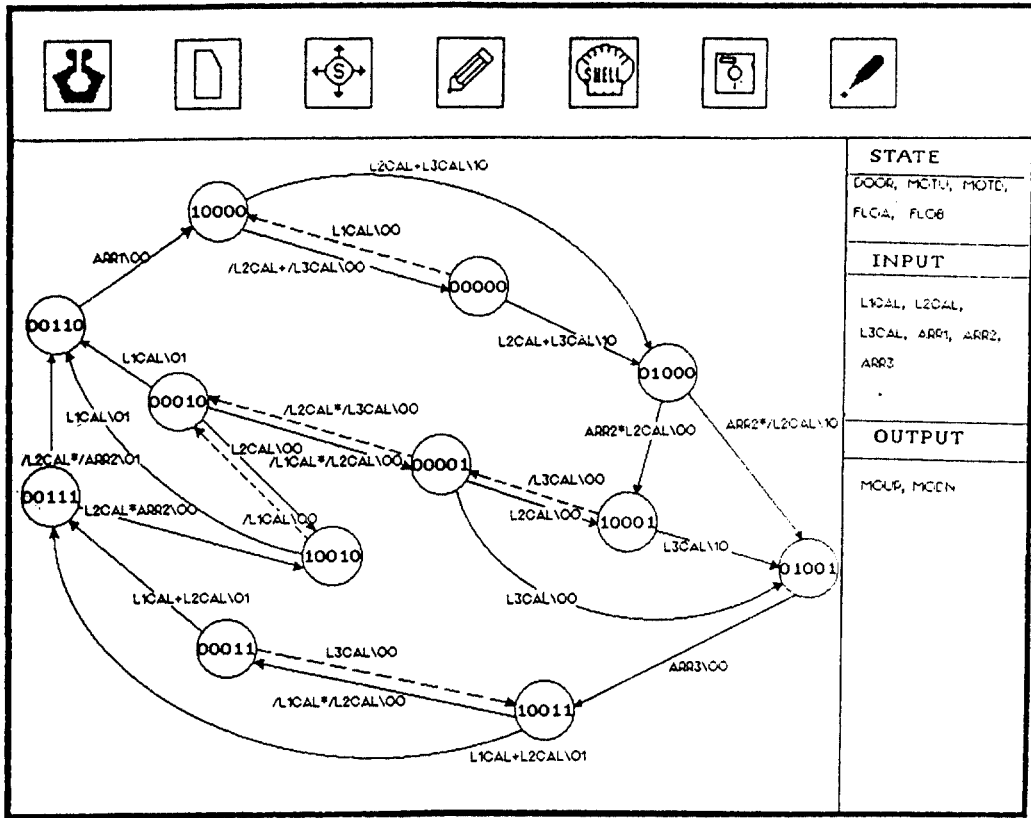 SHELL
S
L2CAL+L3CAL\10
10000
L1CAL\00
/L2CAL+/L3CAL\00
ARR1\00
00000
00110
L2CAL+L3CAL\10
L1CAL\01
01000
00010
/L2CAL*/L3CAL\00
L1CAL\01
L2CAL\00
/L1CAL*/L2CAL\00
ARR2*L2CAL\00
ARR2*/L2CAL\10
/L2CAL*/ARR2\01
00001
/L3CAL\00
L2CAL\00
00111
L2CAL*ARR2\00
/L1CAL\00
10001
L3CAL\10
10010
01001
L1CAL+L2CAL\01
L3CAL\00
00011
L3CAL\00
ARR3\00
/L1CAL*/L2CAL\00
10011
L1CAL+L2CAL\01
STATE
DOOR, MOTU, MOTD,
FLOA, FLOB
INPUT
L1CAL, L2CAL,
L3CAL, ARR1, ARR2,
ARR3
OUTPUT
MOUP, MODN